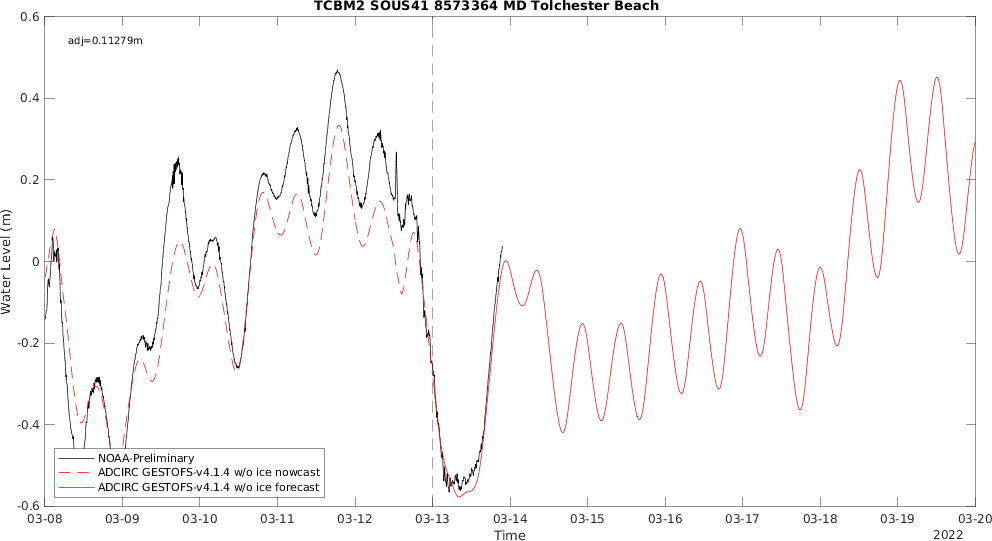 TCBM2 SOUS41 8573364 MD Tolchester Beach
adj=0.11279m
0.6
0.4
0.2
0
-0.2
-0.4
-0.6
Water Level (m)
NOAA-Preliminary
ADCIRC GESTOFS-v4.1.4 w/o ice nowcast
ADCIRC GESTOFS-v4.1.4 w/o ice forecast
03-08 03-09 03-10 03-11 03-12 03-13 03-14 03-15 03-16 03-17 03-18 03-19 03-20
Time
2022